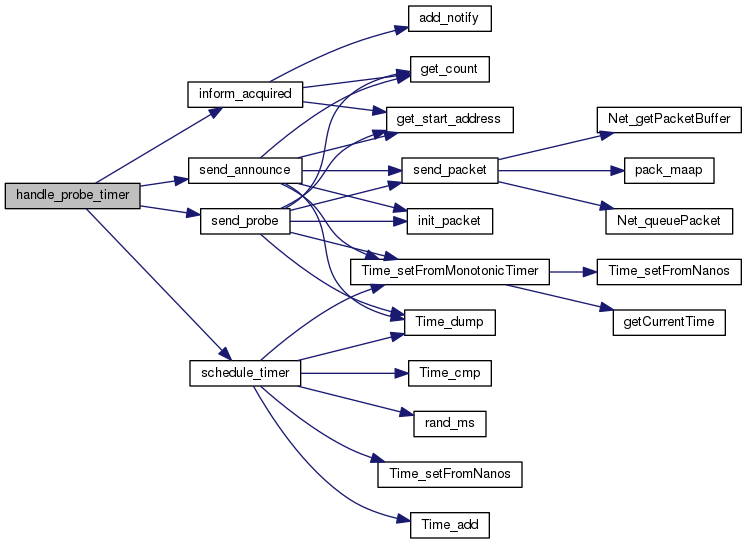 add_notify
get_count
inform_acquired
get_start_address
Net_getPacketBuffer
send_announce
send_packet
pack_maap
handle_probe_timer
send_probe
init_packet
Net_queuePacket
Time_setFromMonotonicTimer
Time_setFromNanos
Time_dump
getCurrentTime
schedule_timer
Time_cmp
rand_ms
Time_setFromNanos
Time_add